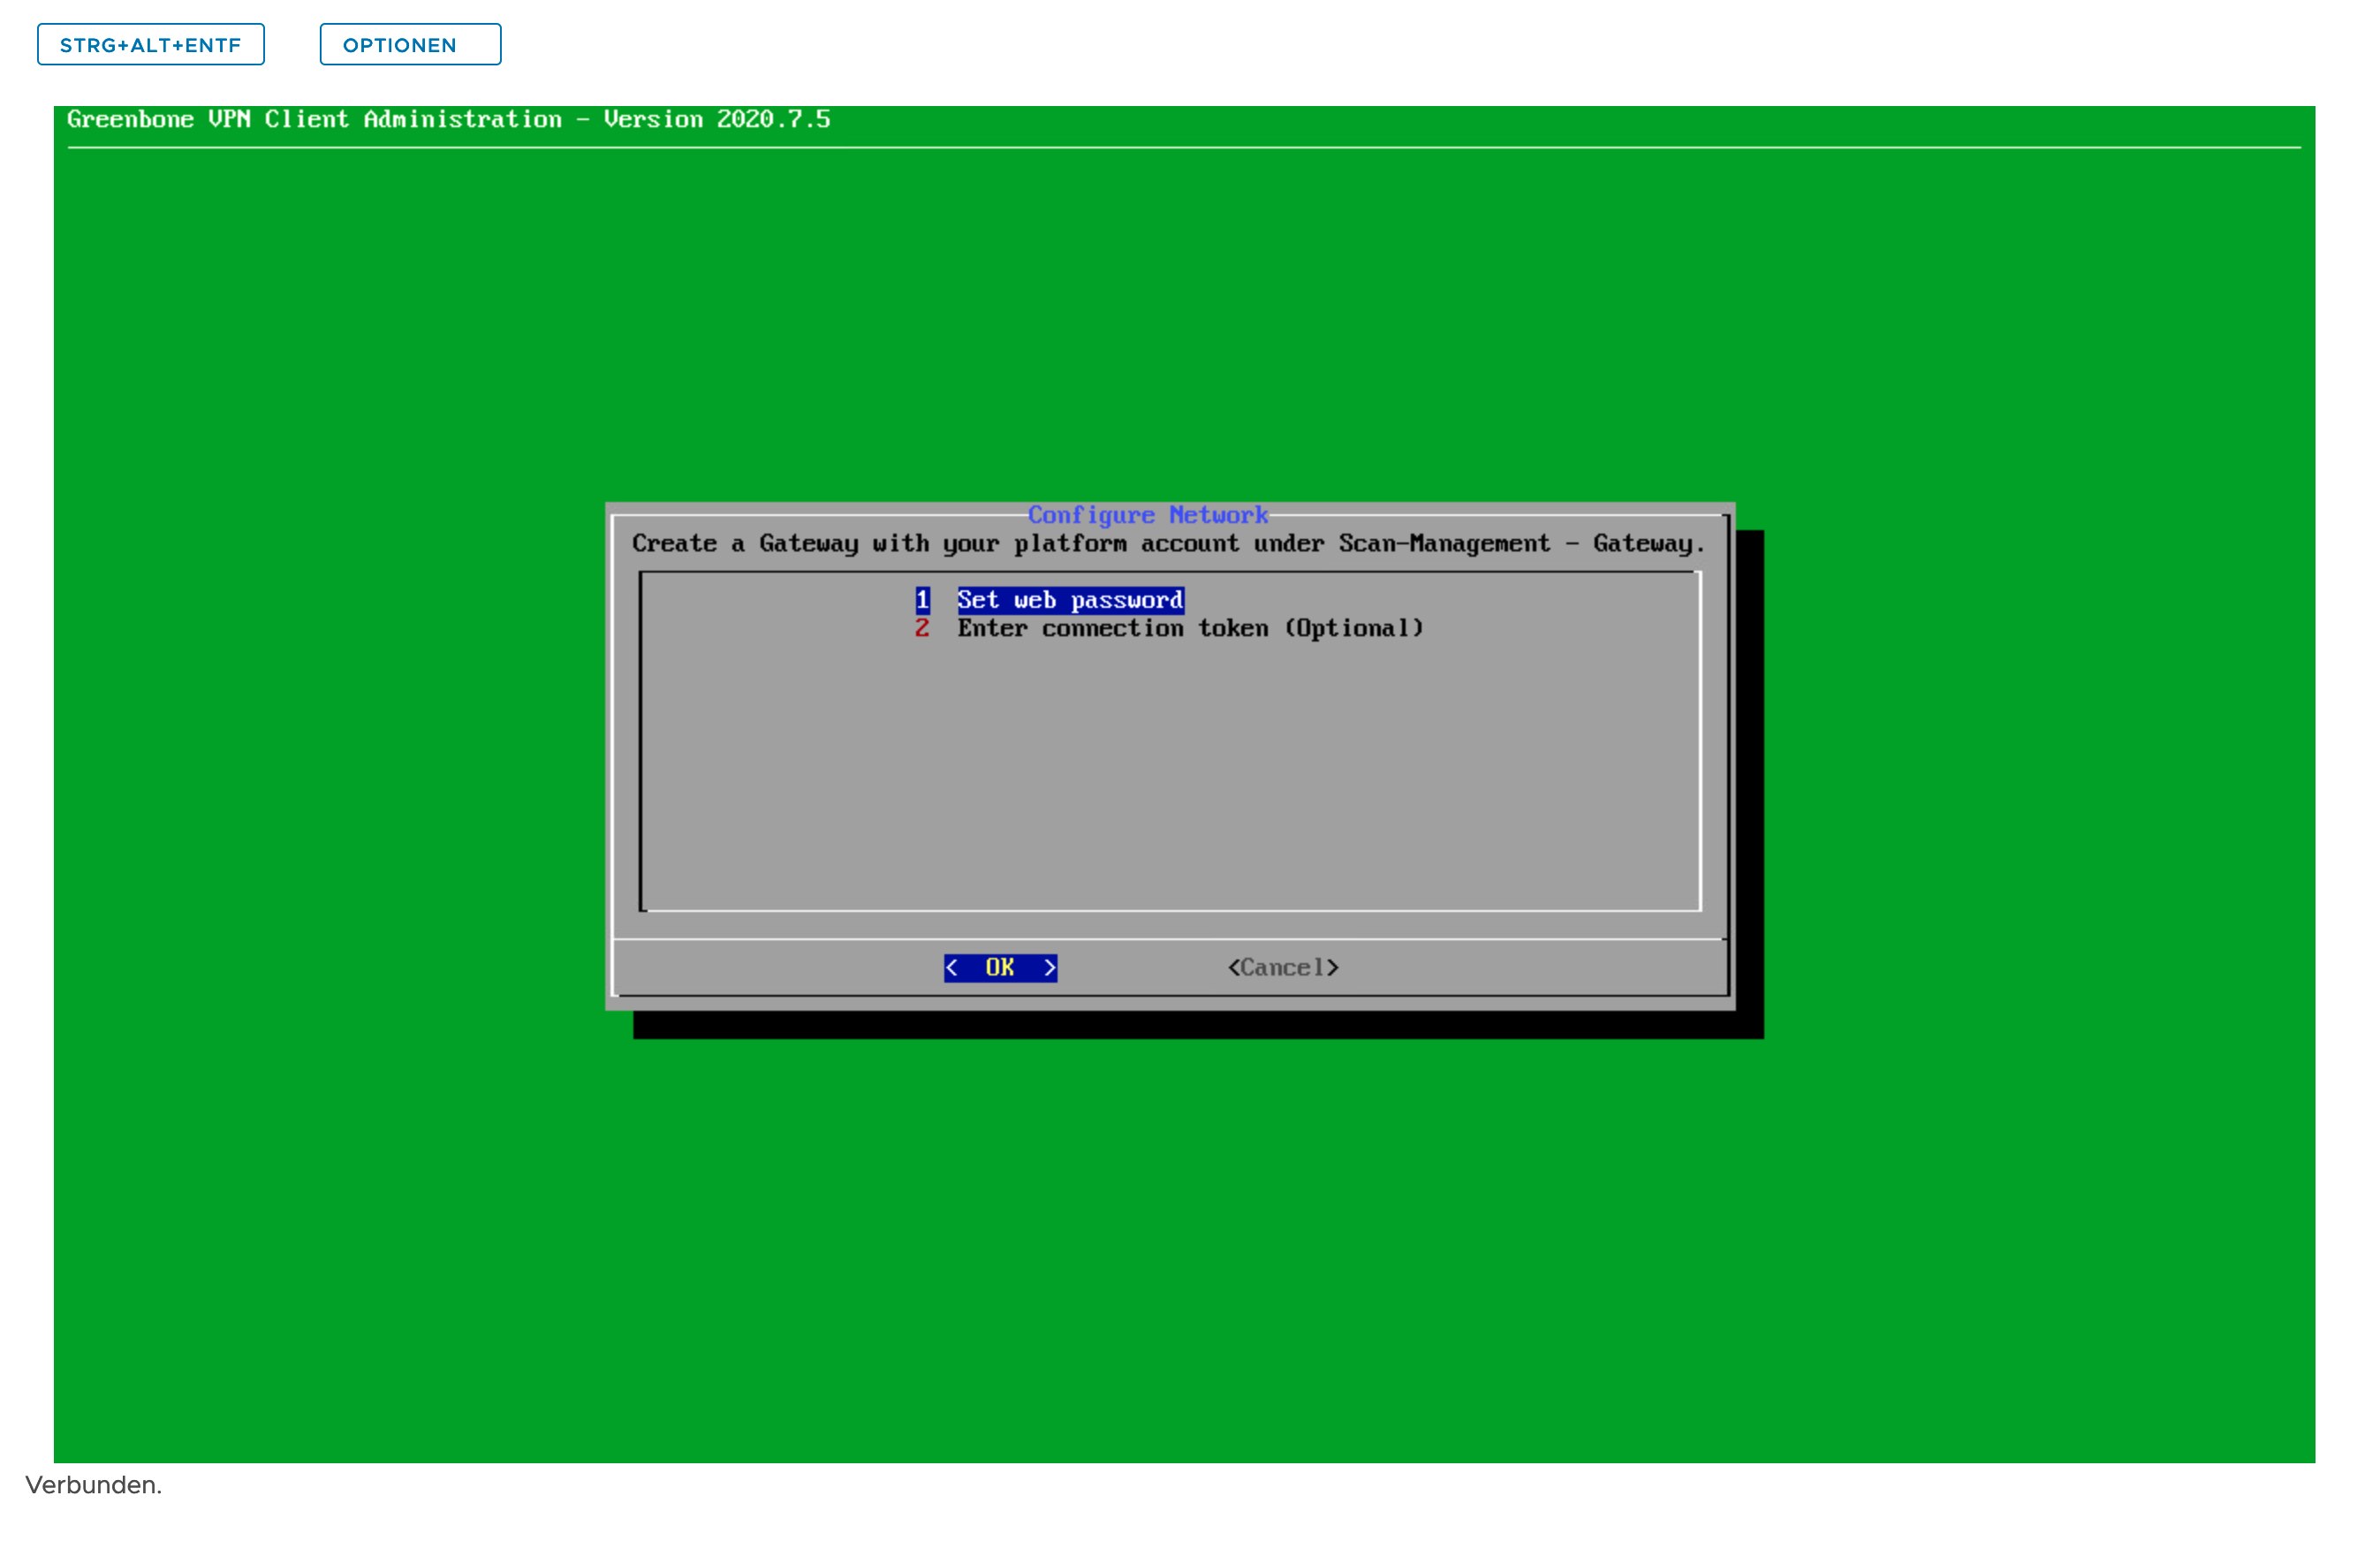 STRG+ALT+ENTF OPTIONEN
Greenbone VPN Client Administration - Version 2020.7.5
Configure Network
Create a Gateway with your platform account under Scan-Management - Gateway.
1 Set web password
2 Enter connection token (Optional)
< OK > <Cancel>
Verbunden.